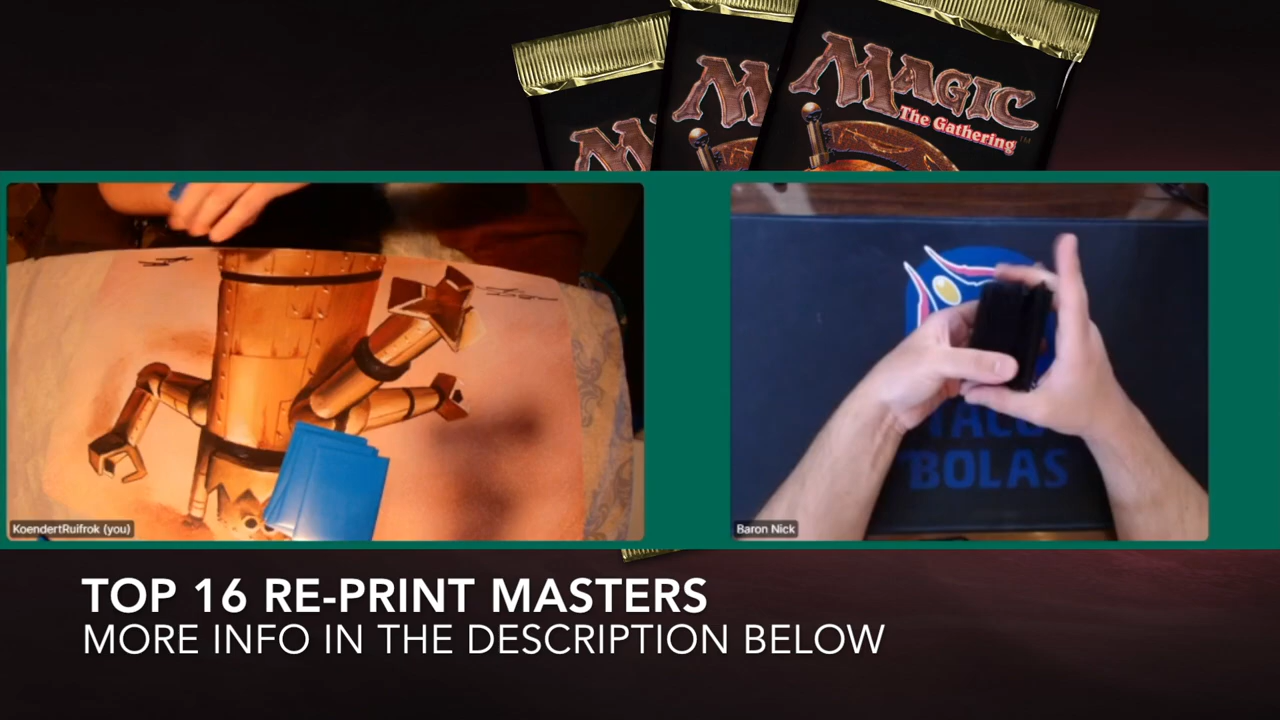 MAGIC
The Gathering
KoendertRuifrok (you)
BOLAS
Baron Nick
TOP 16 RE-PRINT MASTERS
MORE INFO IN THE DESCRIPTION BELOW